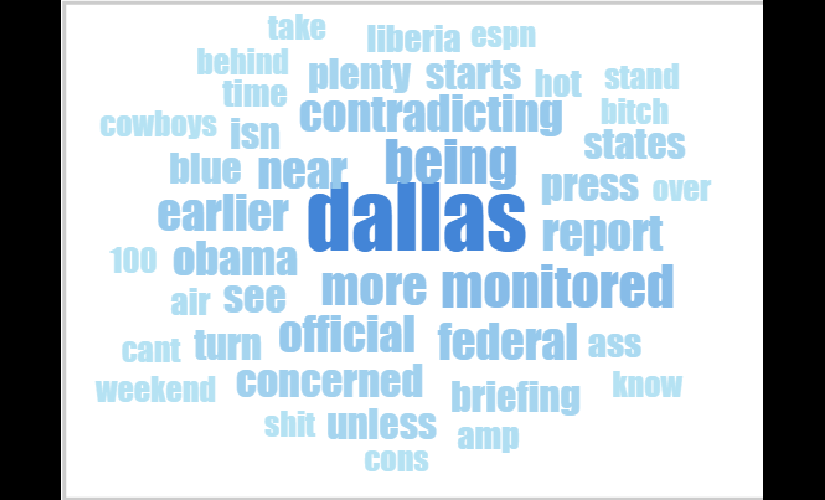 take liberia espn
behind plenty starts hot stand
time contradicting bitch
cowboys isn being states
blue near press over
earlier dallas report
100 obama more monitored
air see official federal ass
cant turn concerned briefing know
weekend shit unless amp
cons